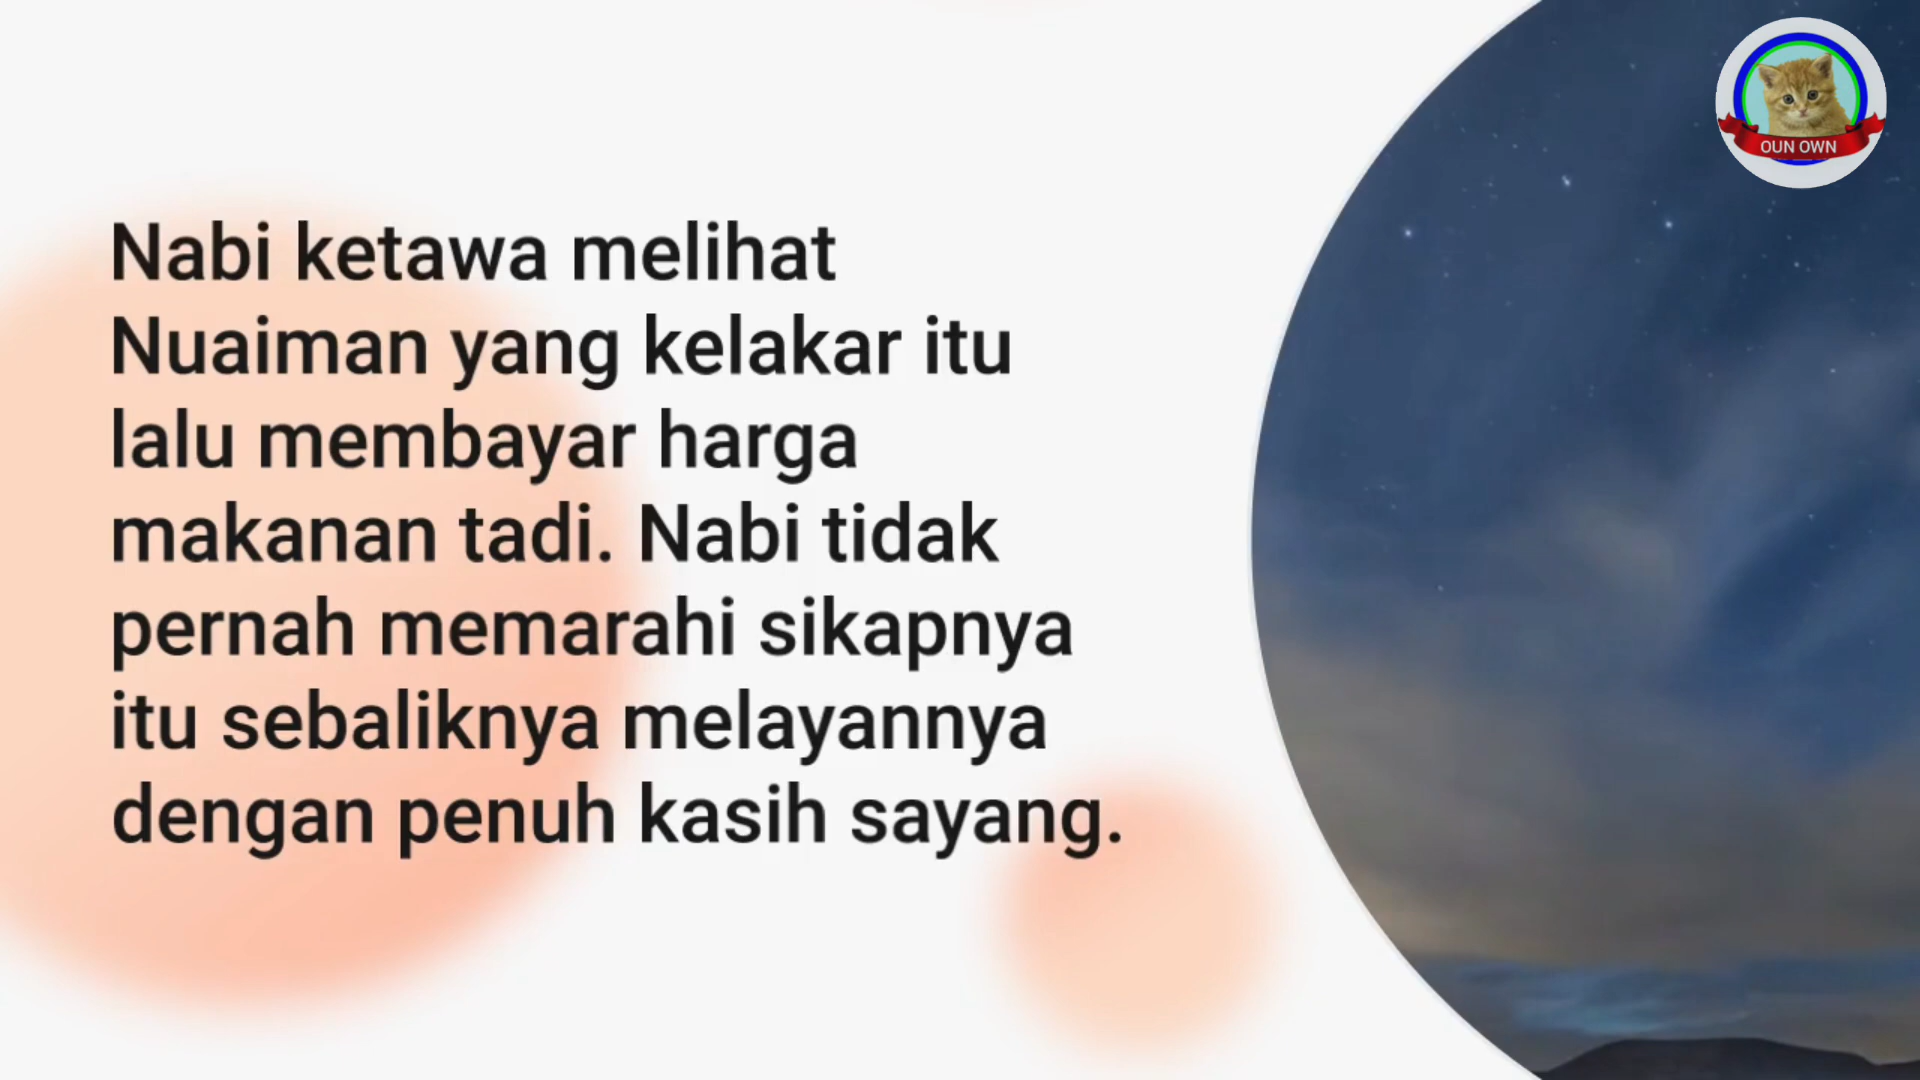 OUN OWN
Nabi ketawa melihat
Nuaiman yang kelakar itu
lalu membayar harga
makanan tadi. Nabi tidak
pernah memarahi sikapnya
itu sebaliknya melayannya
dengan penuh kasih sayang.